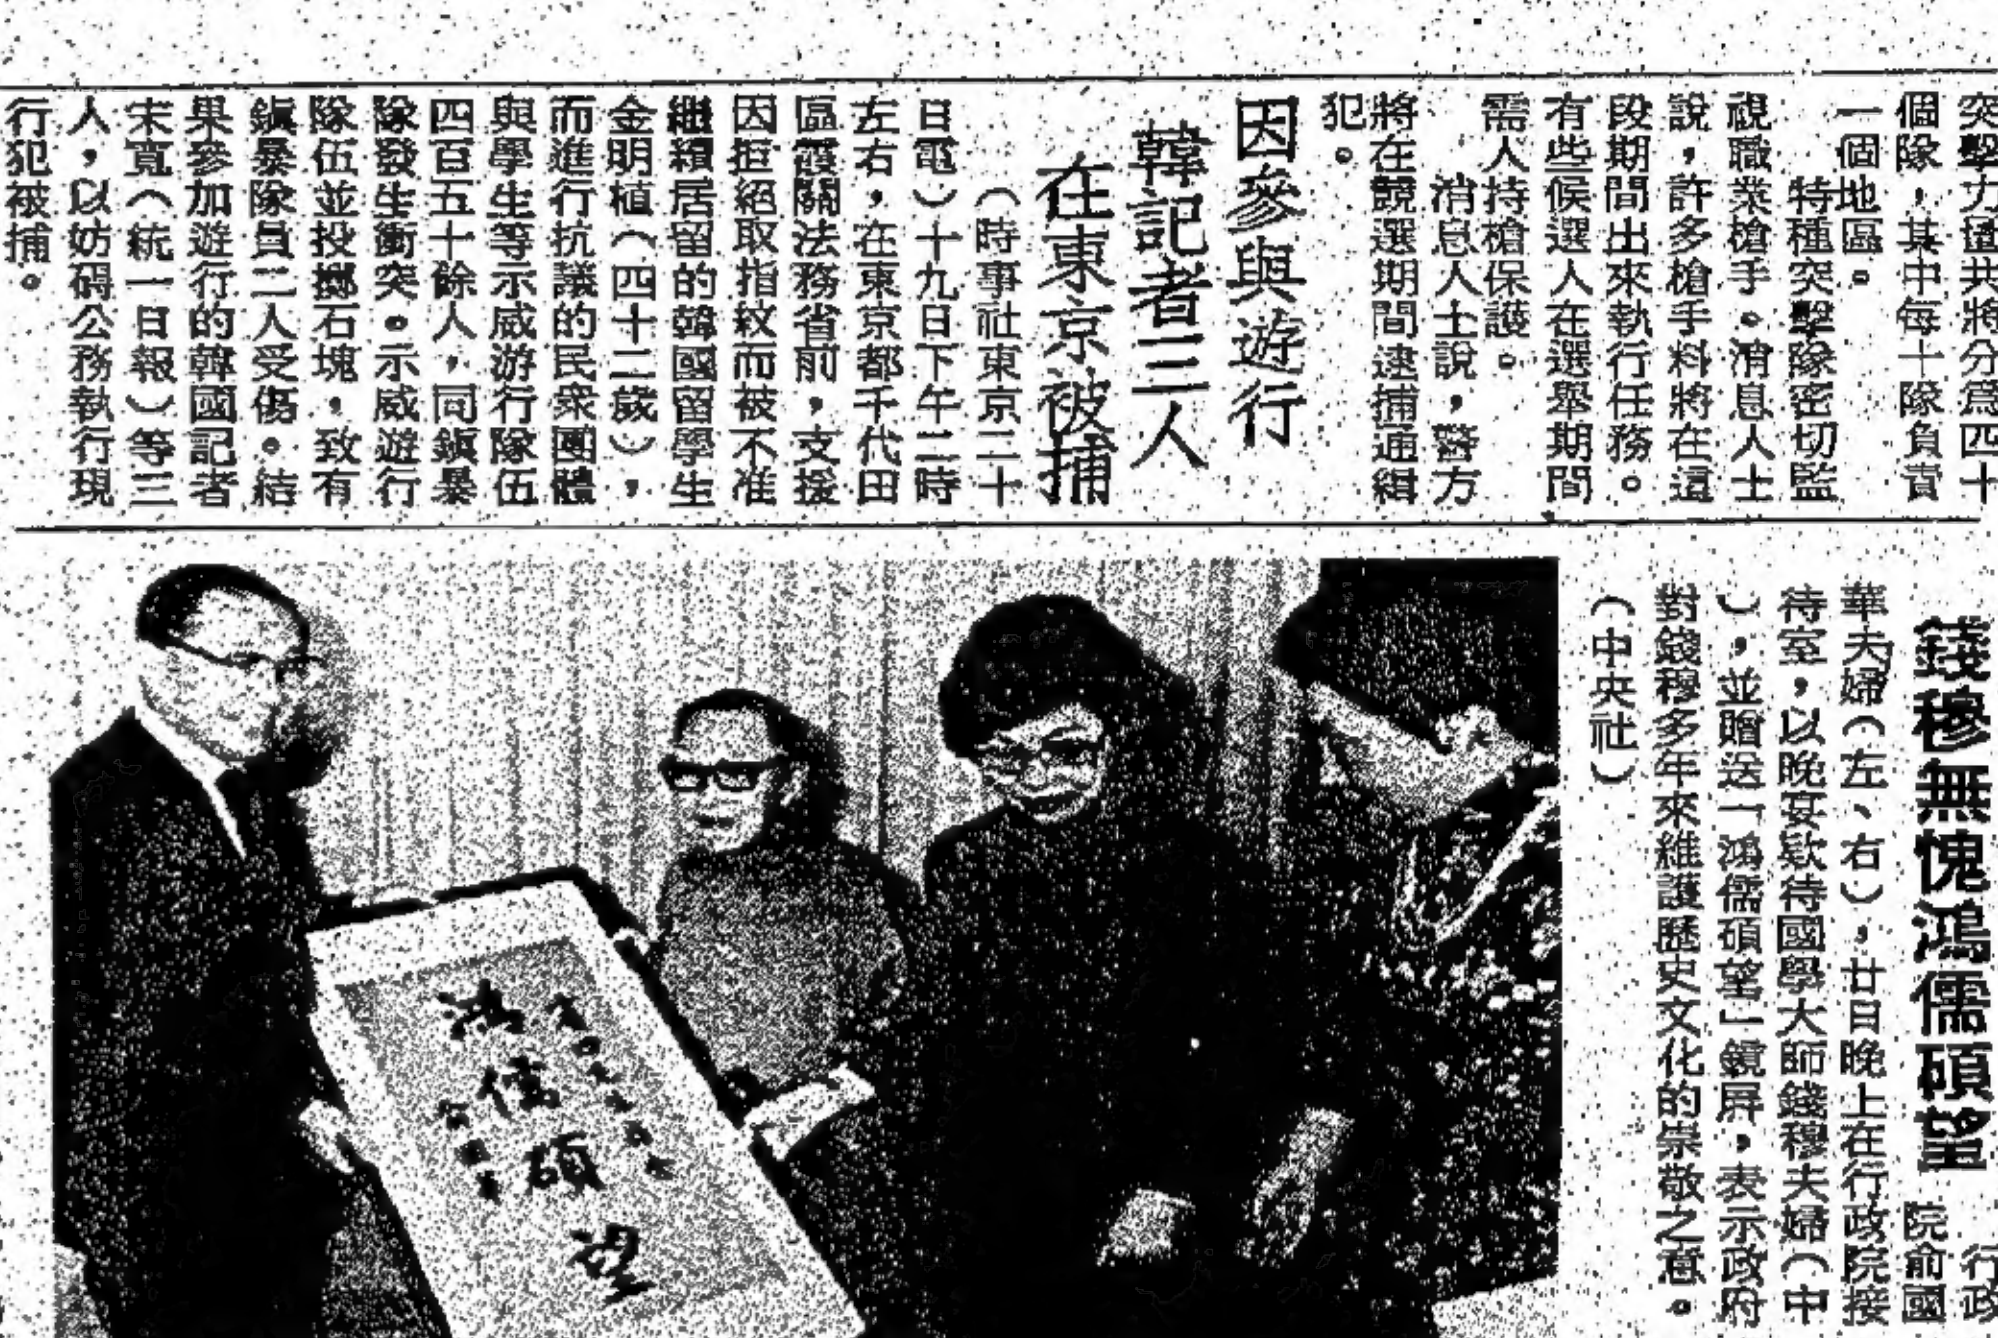 突擊力量共將分爲四十
個隊，其中每十隊負責
一個地區。
特種突擊隊密切監
視職業槍手。消息人士
說，許多槍手料將在這
段期間出來執行任務。
有些候選人在選舉期間
需人持槍保護。
消息人士說，警方
將在競選期間逮捕通緝
犯。
因參與遊行
韓記者三人
在東京被捕
（時事社東京二十
日電）十九日下午二時
左右，在東京都千代田
區霞關法務省前，支援
因拒絕取指紋而被不准
繼續居留的韓國留學生
金明植（四十二歲），
而進行抗議的民衆團體
與學生等示威游行隊伍
四百五十餘人，同鎭暴
隊發生衝突。示威遊行
隊伍並投擲石塊，致有
鎭暴隊員二人受傷。結
果參加遊行的韓國記者
宋寬（統一日報）等三
人，以妨碍公務執行現
行犯被捕。
錢穆無愧鴻儒碩望
行政
院俞國
華夫婦（左、右），廿日晚上在行政院接
待室，以晚宴欵待國學大師錢穆夫婦（中
），並贈送「鴻儒碩望」鏡屏，表示政府
對錢穆多年來維護歷史文化的崇敬之意。
（中央社）
鴻儒碩望